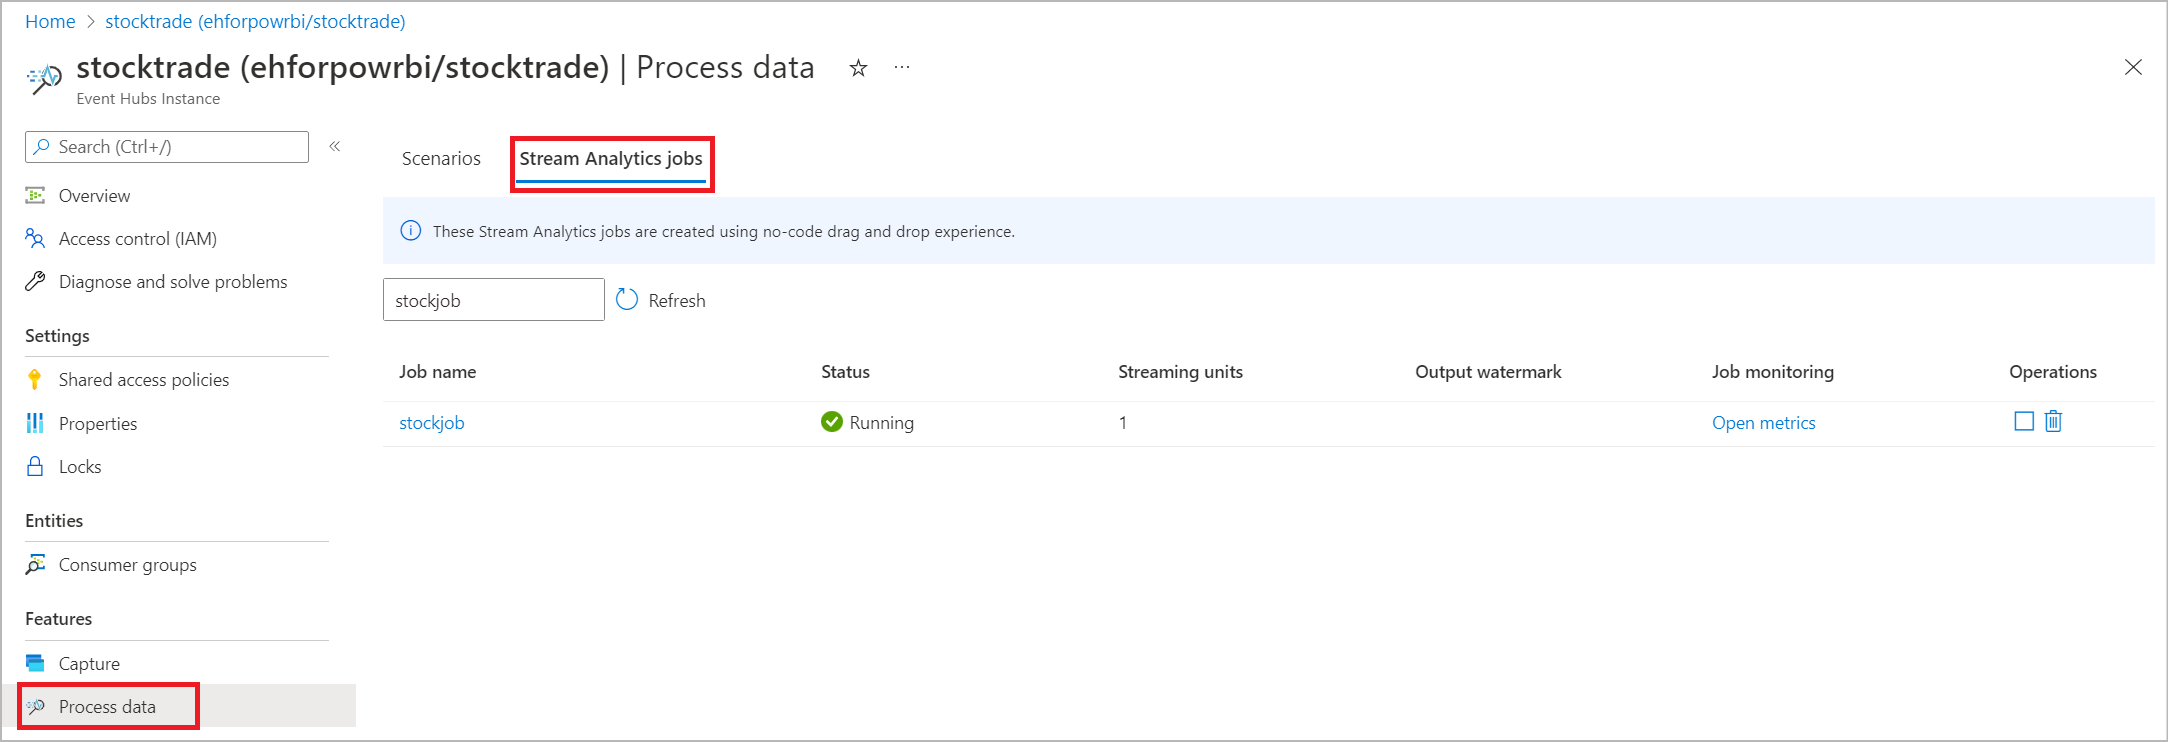 Home > stocktrade (ehforpowrbi/stocktrade)
stocktrade (ehforpowrbi/stocktrade) | Process data ...
Event Hubs Instance
Search (Ctrl+/) «
Overview
Access control (IAM)
Diagnose and solve problems
Settings
Shared access policies
Properties
Locks
Entities
Consumer groups
Features
Capture
Process data
Scenarios Stream Analytics jobs
These Stream Analytics jobs are created using no-code drag and drop experience.
stockjob Refresh
Job name Status Streaming units Output watermark Job monitoring Operations
stockjob Running 1 Open metrics